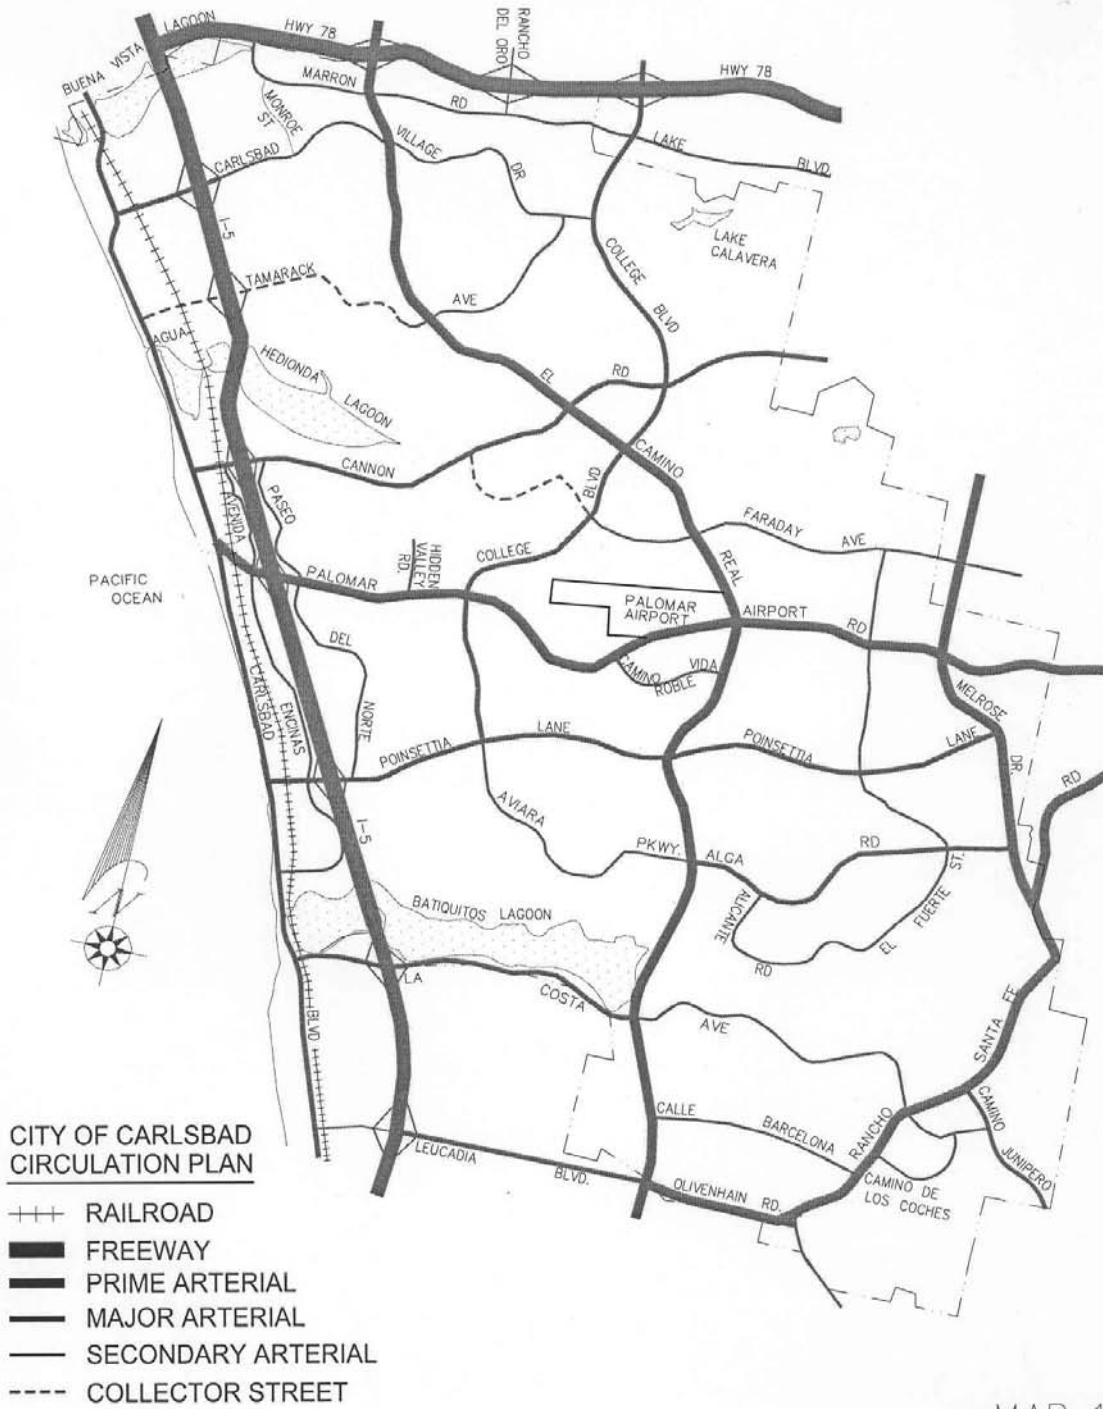 LAGOON
BUENA VISTA
HWY 78
RANCHO
DEL ORO
HWY 78
MARRON
RD
MONROE
ST
CARLSBAD
VILLAGE
DR
LAKE
BLVD.
LAKE
CALAVERA
I-5
TAMARACK
AVE
COLLEGE
BLVD
AGUA
HEDIONDA
LAGOON
EL
RD
CAMINO
CANNON
BLVD
FARADAY
AVE
AVENIDA
PASEO
REAL
COLLEGE
HIDDEN
VALLEY
RD.
PALOMAR
PACIFIC
OCEAN
PALOMAR
AIRPORT
AIRPORT
RD
DEL
CAMINO
VIDA
ROBLE
CARLSBAD
ENCINAS
NORTE
MELROSE
DR.
POINSETTIA
LANE
POINSETTIA
LANE
RD
AVIARA
I-5
PKWY.
ALGA
RD
ST.
N
BATIQUITOS LAGOON
ALICANTE
RD
EL
FUERTE
LA
COSTA
AVE
BLVD
SANTA
FE
CALLE
BARCELONA
RANCHO
CAMINO
JUNIPERO
LEUCADIA
BLVD.
OLIVENHAIN
RD.
CAMINO DE
LOS COCHES
CITY OF CARLSBAD
CIRCULATION PLAN
RAILROAD
FREEWAY
PRIME ARTERIAL
MAJOR ARTERIAL
SECONDARY ARTERIAL
COLLECTOR STREET